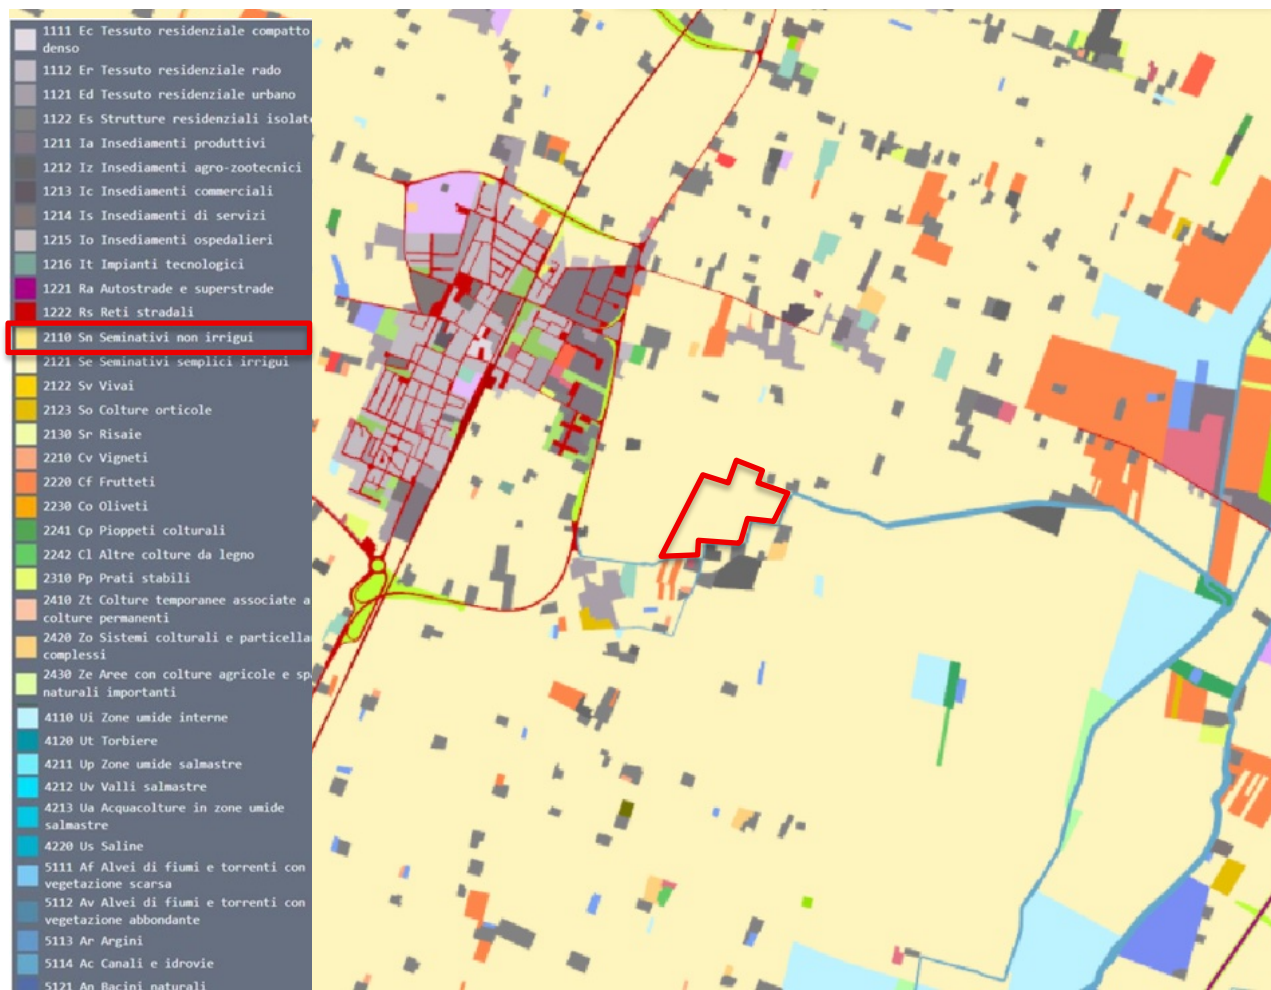 1111 Ec Tessuto residenziale compatto
denso
1112 Er Tessuto residenziale rado
1121 Ed Tessuto residenziale urbano
1122 Es Strutture residenziali isolate
1211 Ia Insediamenti produttivi
1212 Iz Insediamenti agro-zootecnici
1213 Ic Insediamenti commerciali
1214 Is Insediamenti di servizi
1215 Io Insediamenti ospedalieri
1216 It Impianti tecnologici
1221 Ra Autostrade e superstrade
1222 Rs Reti stradali
2110 Sn Seminativi non irrigui
2121 Se Seminativi semplici irrigui
2122 Sv Vivai
2123 So Colture orticole
2130 Sr Risaie
2210 Cv Vigneti
2220 Cf Frutteti
2230 Co Oliveti
2241 Cp Pioppeti colturali
2242 Cl Altre colture da legno
2310 Pp Prati stabili
2410 Zt Colture temporanee associate a
colture permanenti
2420 Zo Sistemi colturali e particella
complessi
2430 Ze Aree con colture agricole e sp
naturali importanti
4110 Ui Zone umide interne
4120 Ut Torbiere
4211 Up Zone umide salmastre
4212 Uv Valli salmastre
4213 Ua Acquacolture in zone umide
salmastre
4220 Us Saline
5111 Af Alvei di fiumi e torrenti con
vegetazione scarsa
5112 Av Alvei di fiumi e torrenti con
vegetazione abbondante
5113 Ar Argini
5114 Ac Canali e idrovie
5121 An Bacini naturali